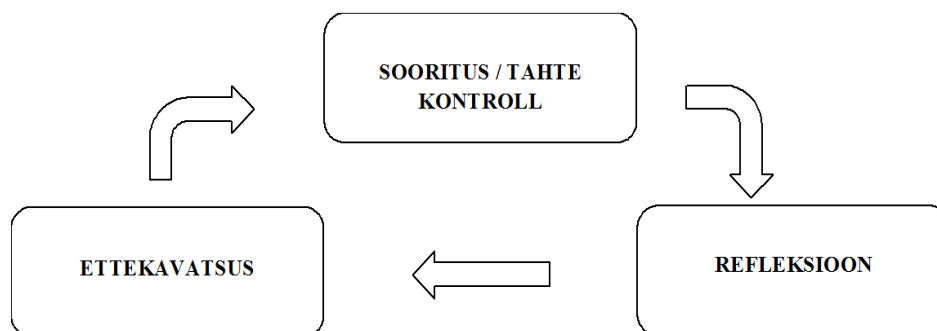 SOORITUS / TAHTE
KONTROLL
ETTEKAVATSUS
REFLEKSIOON